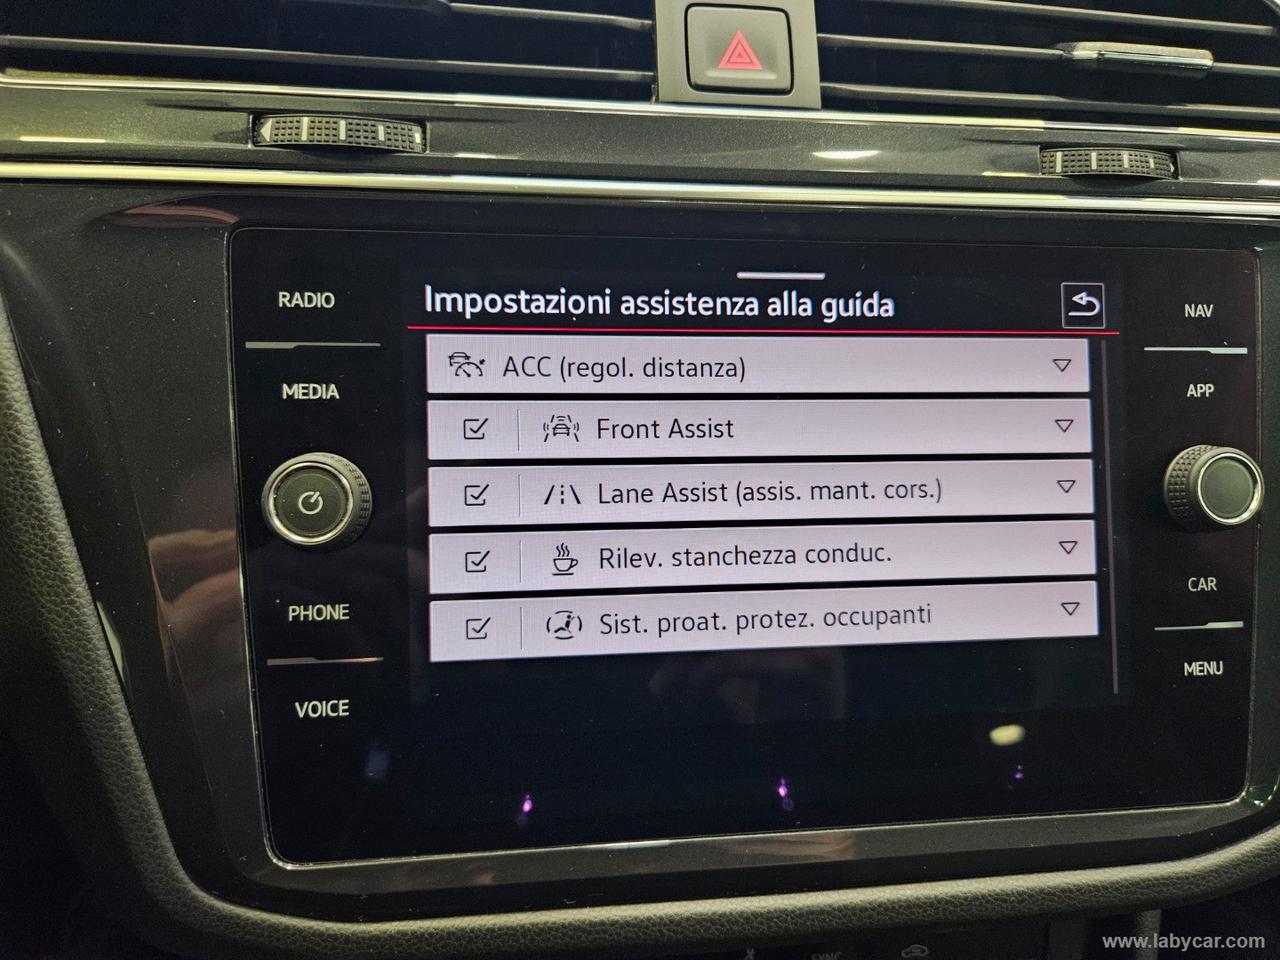 RADIO
MEDIA
PHONE
VOICE
Impostazioni assistenza alla guida
ACC (regol. distanza)
Front Assist
Lane Assist (assis. mant. cors.)
Rilev. stanchezza conduc.
Sist. proat. protez. occupanti
NAV
APP
CAR
MENU
SYNC
www.labycar.com